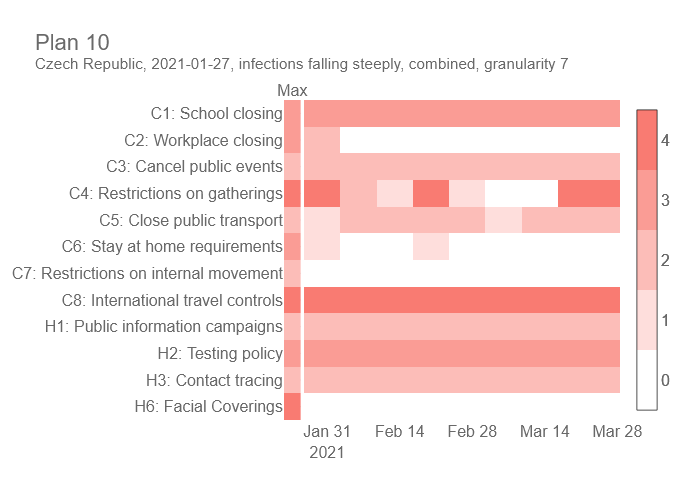 Plan 10
Czech Republic, 2021-01-27, infections falling steeply, combined, granularity 7
Max
C1: School closing
C2: Workplace closing
C3: Cancel public events
C4: Restrictions on gatherings
C5: Close public transport
C6: Stay at home requirements
C7: Restrictions on internal movement
C8: International travel controls
H1: Public information campaigns
H2: Testing policy
H3: Contact tracing
H6: Facial Coverings
Jan 31 Feb 14 Feb 28 Mar 14 Mar 28
2021
4
3
2
1
0